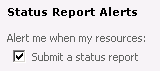 Status Report Alerts
Alert me when my resources:
Submit a status report